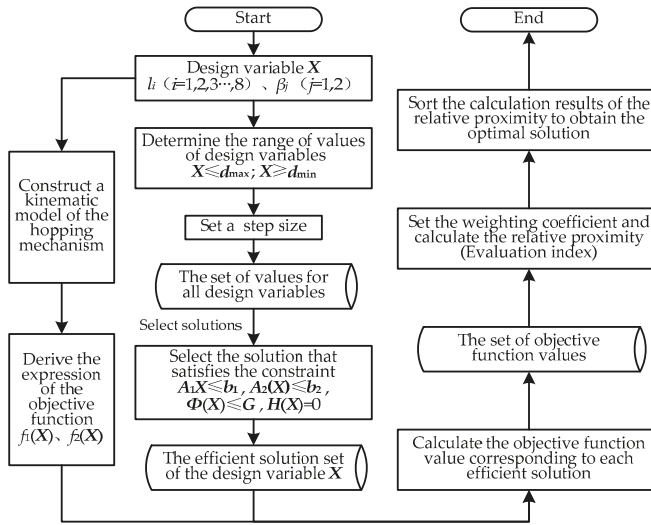 Start
Design variable X
li（i=1,2,3···,8）、βj（j=1,2）
Determine the range of values
of design variables
X≤dmax; X≥dmin
Set a step size
The set of values for
all design variables
Select solutions
Select the solution that
satisfies the constraint
A1X≤b1 , A2(X)≤b2 ,
Φ(X)≤G , H(X)=0
The efficient solution set
of the design variable X
Construct a
kinematic model
of the
hopping
mechanism
Derive the
expression
of the
objective
function
f1(X)、f2(X)
End
Sort the calculation results of the
relative proximity to obtain the
optimal solution
Set the weighting coefficient and
calculate the relative proximity
(Evaluation index)
The set of objective
function values
Calculate the objective function
value corresponding to each
efficient solution